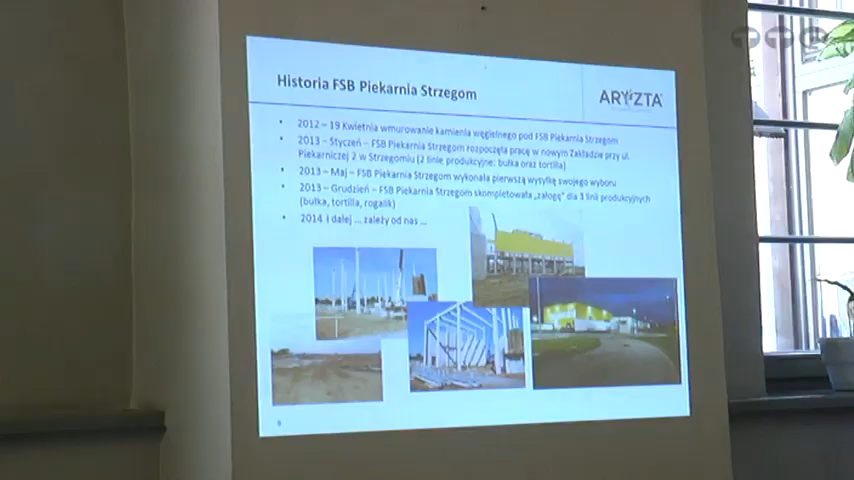 Historia FSB Piekarnia Strzegom
ARYZTA
• 2012 – 19 Kwietnia wmurowanie kamienia węgielnego pod FSB Piekarnia Strzegom
• 2013 – Styczeń – FSB Piekarnia Strzegom rozpoczęła pracę w nowym Zakładzie przy ul.
Piekarniczej 2 w Strzegomiu (2 linie produkcyjne: bułka oraz tortilla)
• 2013 – Maj – FSB Piekarnia Strzegom wykonała pierwszą wysyłkę swojego wyboru
• 2013 – Grudzień – FSB Piekarnia Strzegom skompletowała „załogę” dla 3 linii produkcyjnych
(bułka, tortilla, rogalik)
• 2014 i dalej ... zależy od nas ...